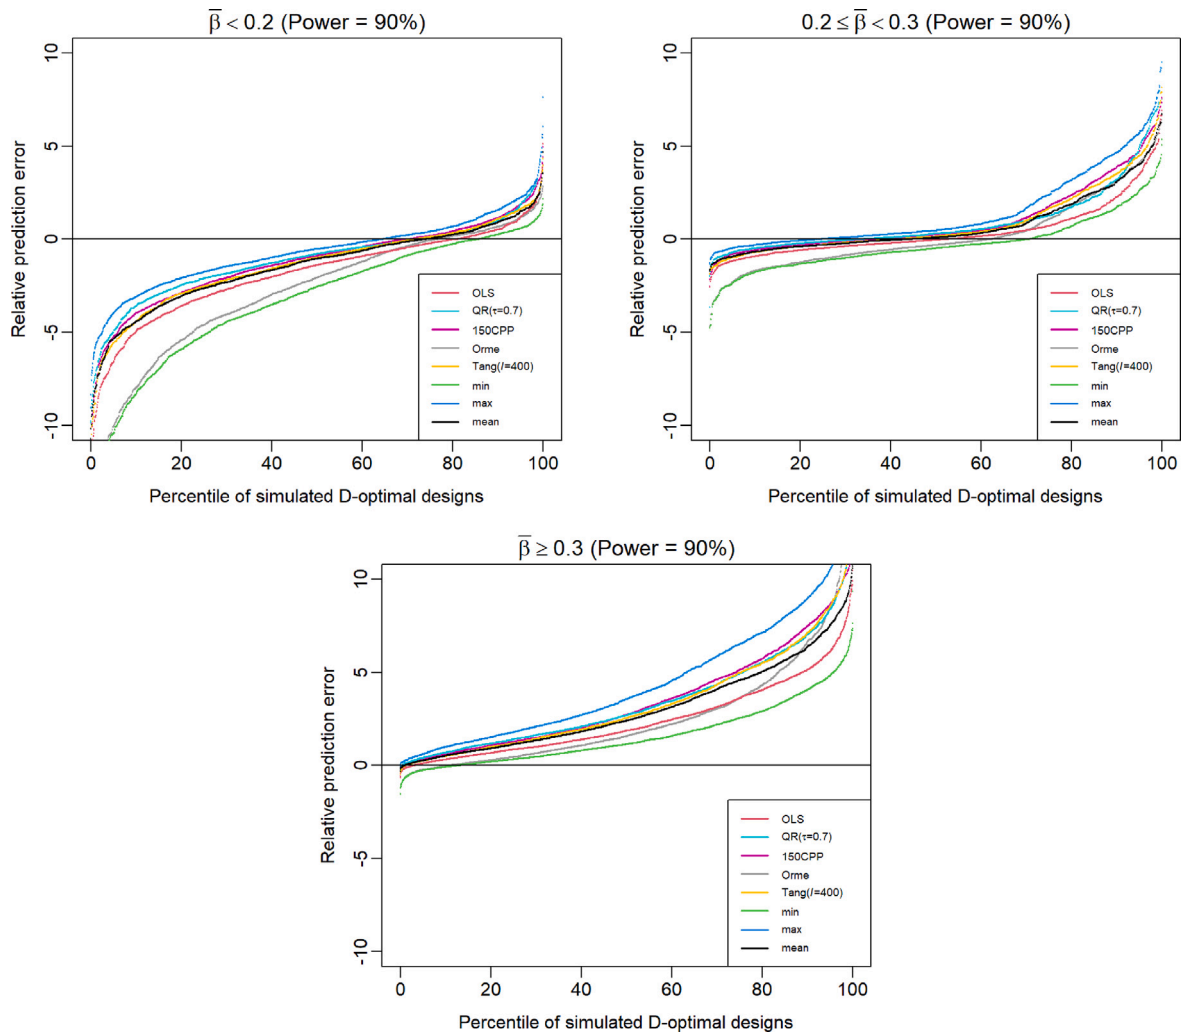 β̅ < 0.2 (Power = 90%)
Relative prediction error
10
5
0
-5
-10
OLS
QR(τ=0.7)
150CPP
Orme
Tang(l=400)
min
max
mean
0 20 40 60 80 100
Percentile of simulated D-optimal designs
0.2 ≤ β̅ < 0.3 (Power = 90%)
Relative prediction error
10
5
0
-5
-10
OLS
QR(τ=0.7)
150CPP
Orme
Tang(l=400)
min
max
mean
0 20 40 60 80 100
Percentile of simulated D-optimal designs
β̅ ≥ 0.3 (Power = 90%)
Relative prediction error
10
5
0
-5
-10
OLS
QR(τ=0.7)
150CPP
Orme
Tang(l=400)
min
max
mean
0 20 40 60 80 100
Percentile of simulated D-optimal designs